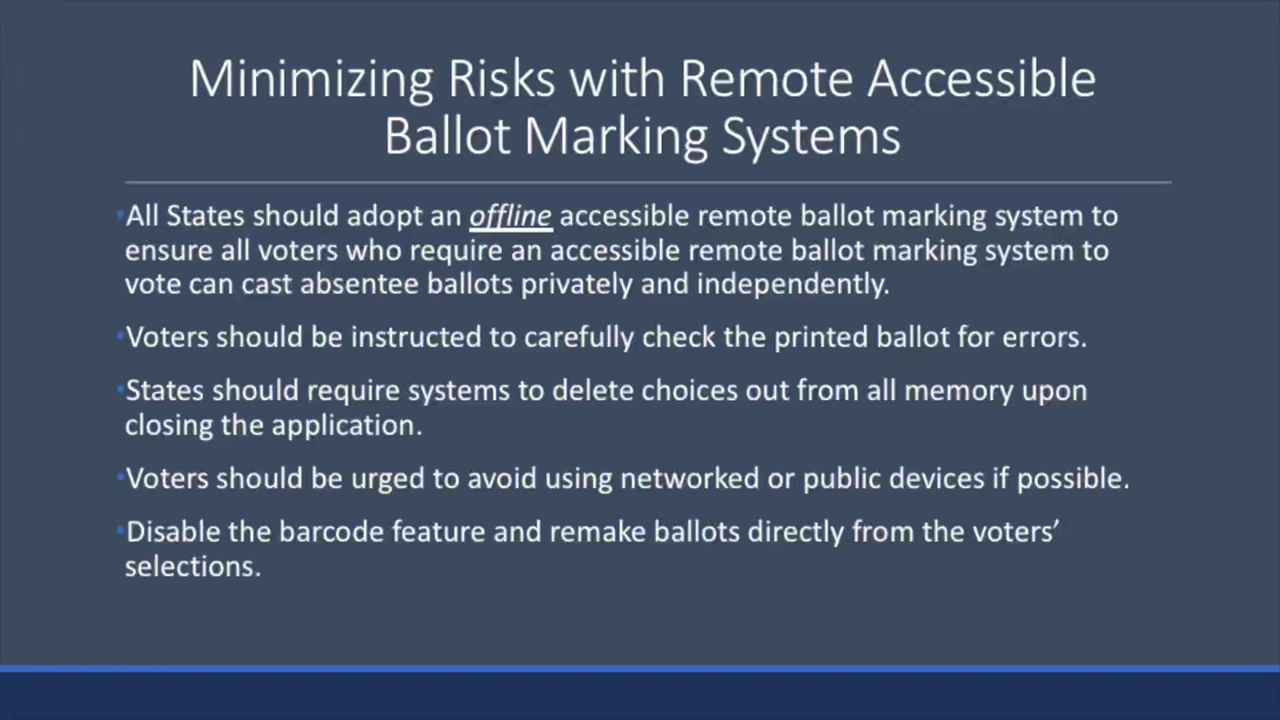 Minimizing Risks with Remote Accessible
Ballot Marking Systems
•All States should adopt an offline accessible remote ballot marking system to
ensure all voters who require an accessible remote ballot marking system to
vote can cast absentee ballots privately and independently.
•Voters should be instructed to carefully check the printed ballot for errors.
•States should require systems to delete choices out from all memory upon
closing the application.
•Voters should be urged to avoid using networked or public devices if possible.
•Disable the barcode feature and remake ballots directly from the voters’
selections.